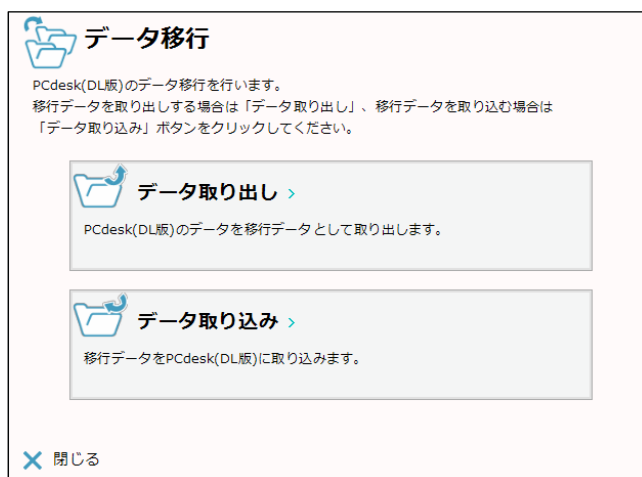 データ移行
PCdesk(DL版)のデータ移行を行います。
移行データを取り出しする場合は「データ取り出し」、移行データを取り込む場合は
「データ取り込み」ボタンをクリックしてください。
データ取り出し >
PCdesk(DL版)のデータを移行データとして取り出します。
データ取り込み >
移行データをPCdesk(DL版)に取り込みます。
閉じる